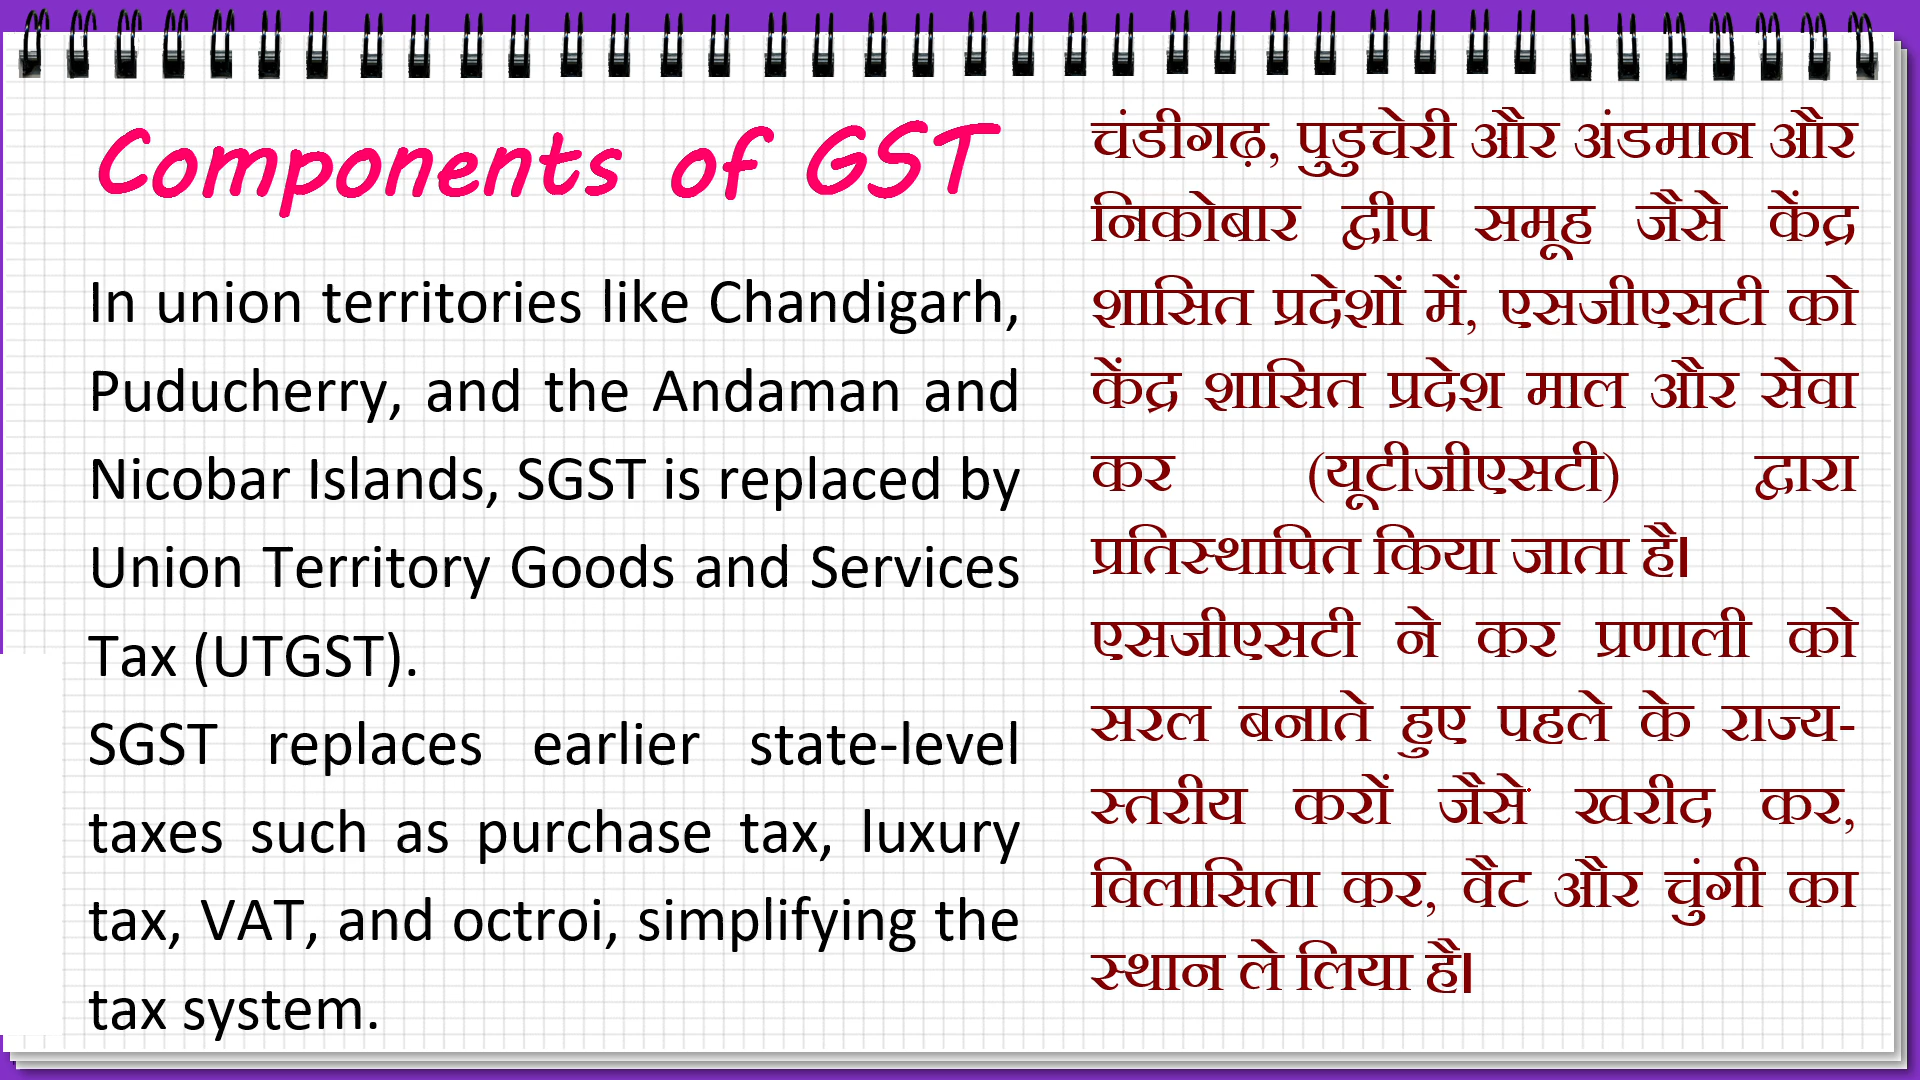 Components of GST
In union territories like Chandigarh,
Puducherry, and the Andaman and
Nicobar Islands, SGST is replaced by
Union Territory Goods and Services
Tax (UTGST).
SGST replaces earlier state-level
taxes such as purchase tax, luxury
tax, VAT, and octroi, simplifying the
tax system.
चंडीगढ़, पुडुचेरी और अंडमान और
निकोबार द्वीप समूह जैसे केंद्र
शासित प्रदेशों में, एसजीएसटी को
केंद्र शासित प्रदेश माल और सेवा
कर (यूटीजीएसटी) द्वारा
प्रतिस्थापित किया जाता है।
एसजीएसटी ने कर प्रणाली को
सरल बनाते हुए पहले के राज्य-
स्तरीय करों जैसे खरीद कर,
विलासिता कर, वैट और चुंगी का
स्थान ले लिया है।